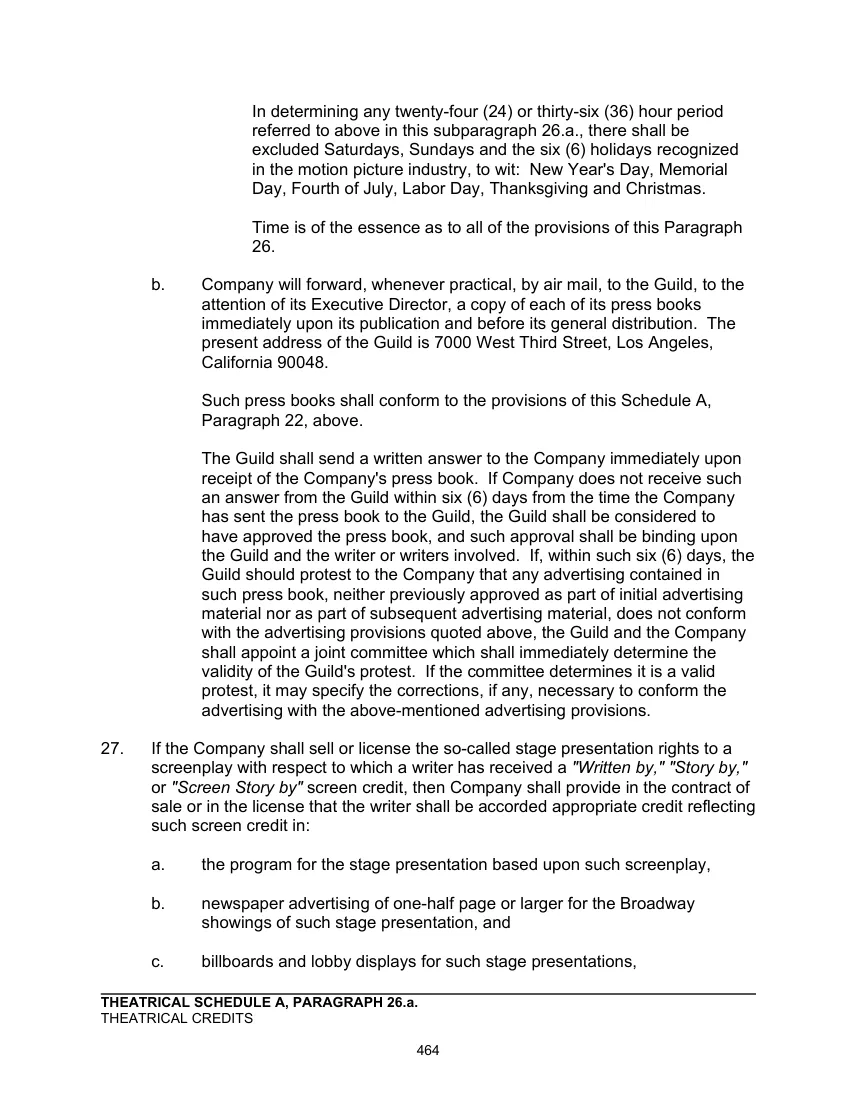 In determining any twenty-four (24) or thirty-six (36) hour period
referred to above in this subparagraph 26.a., there shall be
excluded Saturdays, Sundays and the six (6) holidays recognized
in the motion picture industry, to wit:  New Year's Day, Memorial
Day, Fourth of July, Labor Day, Thanksgiving and Christmas.
Time is of the essence as to all of the provisions of this Paragraph
26.
b. Company will forward, whenever practical, by air mail, to the Guild, to the
attention of its Executive Director, a copy of each of its press books
immediately upon its publication and before its general distribution.  The
present address of the Guild is 7000 West Third Street, Los Angeles,
California 90048.
Such press books shall conform to the provisions of this Schedule A,
Paragraph 22, above.
The Guild shall send a written answer to the Company immediately upon
receipt of the Company's press book.  If Company does not receive such
an answer from the Guild within six (6) days from the time the Company
has sent the press book to the Guild, the Guild shall be considered to
have approved the press book, and such approval shall be binding upon
the Guild and the writer or writers involved.  If, within such six (6) days, the
Guild should protest to the Company that any advertising contained in
such press book, neither previously approved as part of initial advertising
material nor as part of subsequent advertising material, does not conform
with the advertising provisions quoted above, the Guild and the Company
shall appoint a joint committee which shall immediately determine the
validity of the Guild's protest.  If the committee determines it is a valid
protest, it may specify the corrections, if any, necessary to conform the
advertising with the above-mentioned advertising provisions.
27. If the Company shall sell or license the so-called stage presentation rights to a
screenplay with respect to which a writer has received a "Written by," "Story by,"
or "Screen Story by" screen credit, then Company shall provide in the contract of
sale or in the license that the writer shall be accorded appropriate credit reflecting
such screen credit in:
a. the program for the stage presentation based upon such screenplay,
b. newspaper advertising of one-half page or larger for the Broadway
showings of such stage presentation, and
c. billboards and lobby displays for such stage presentations,
THEATRICAL SCHEDULE A, PARAGRAPH 26.a.
THEATRICAL CREDITS
464